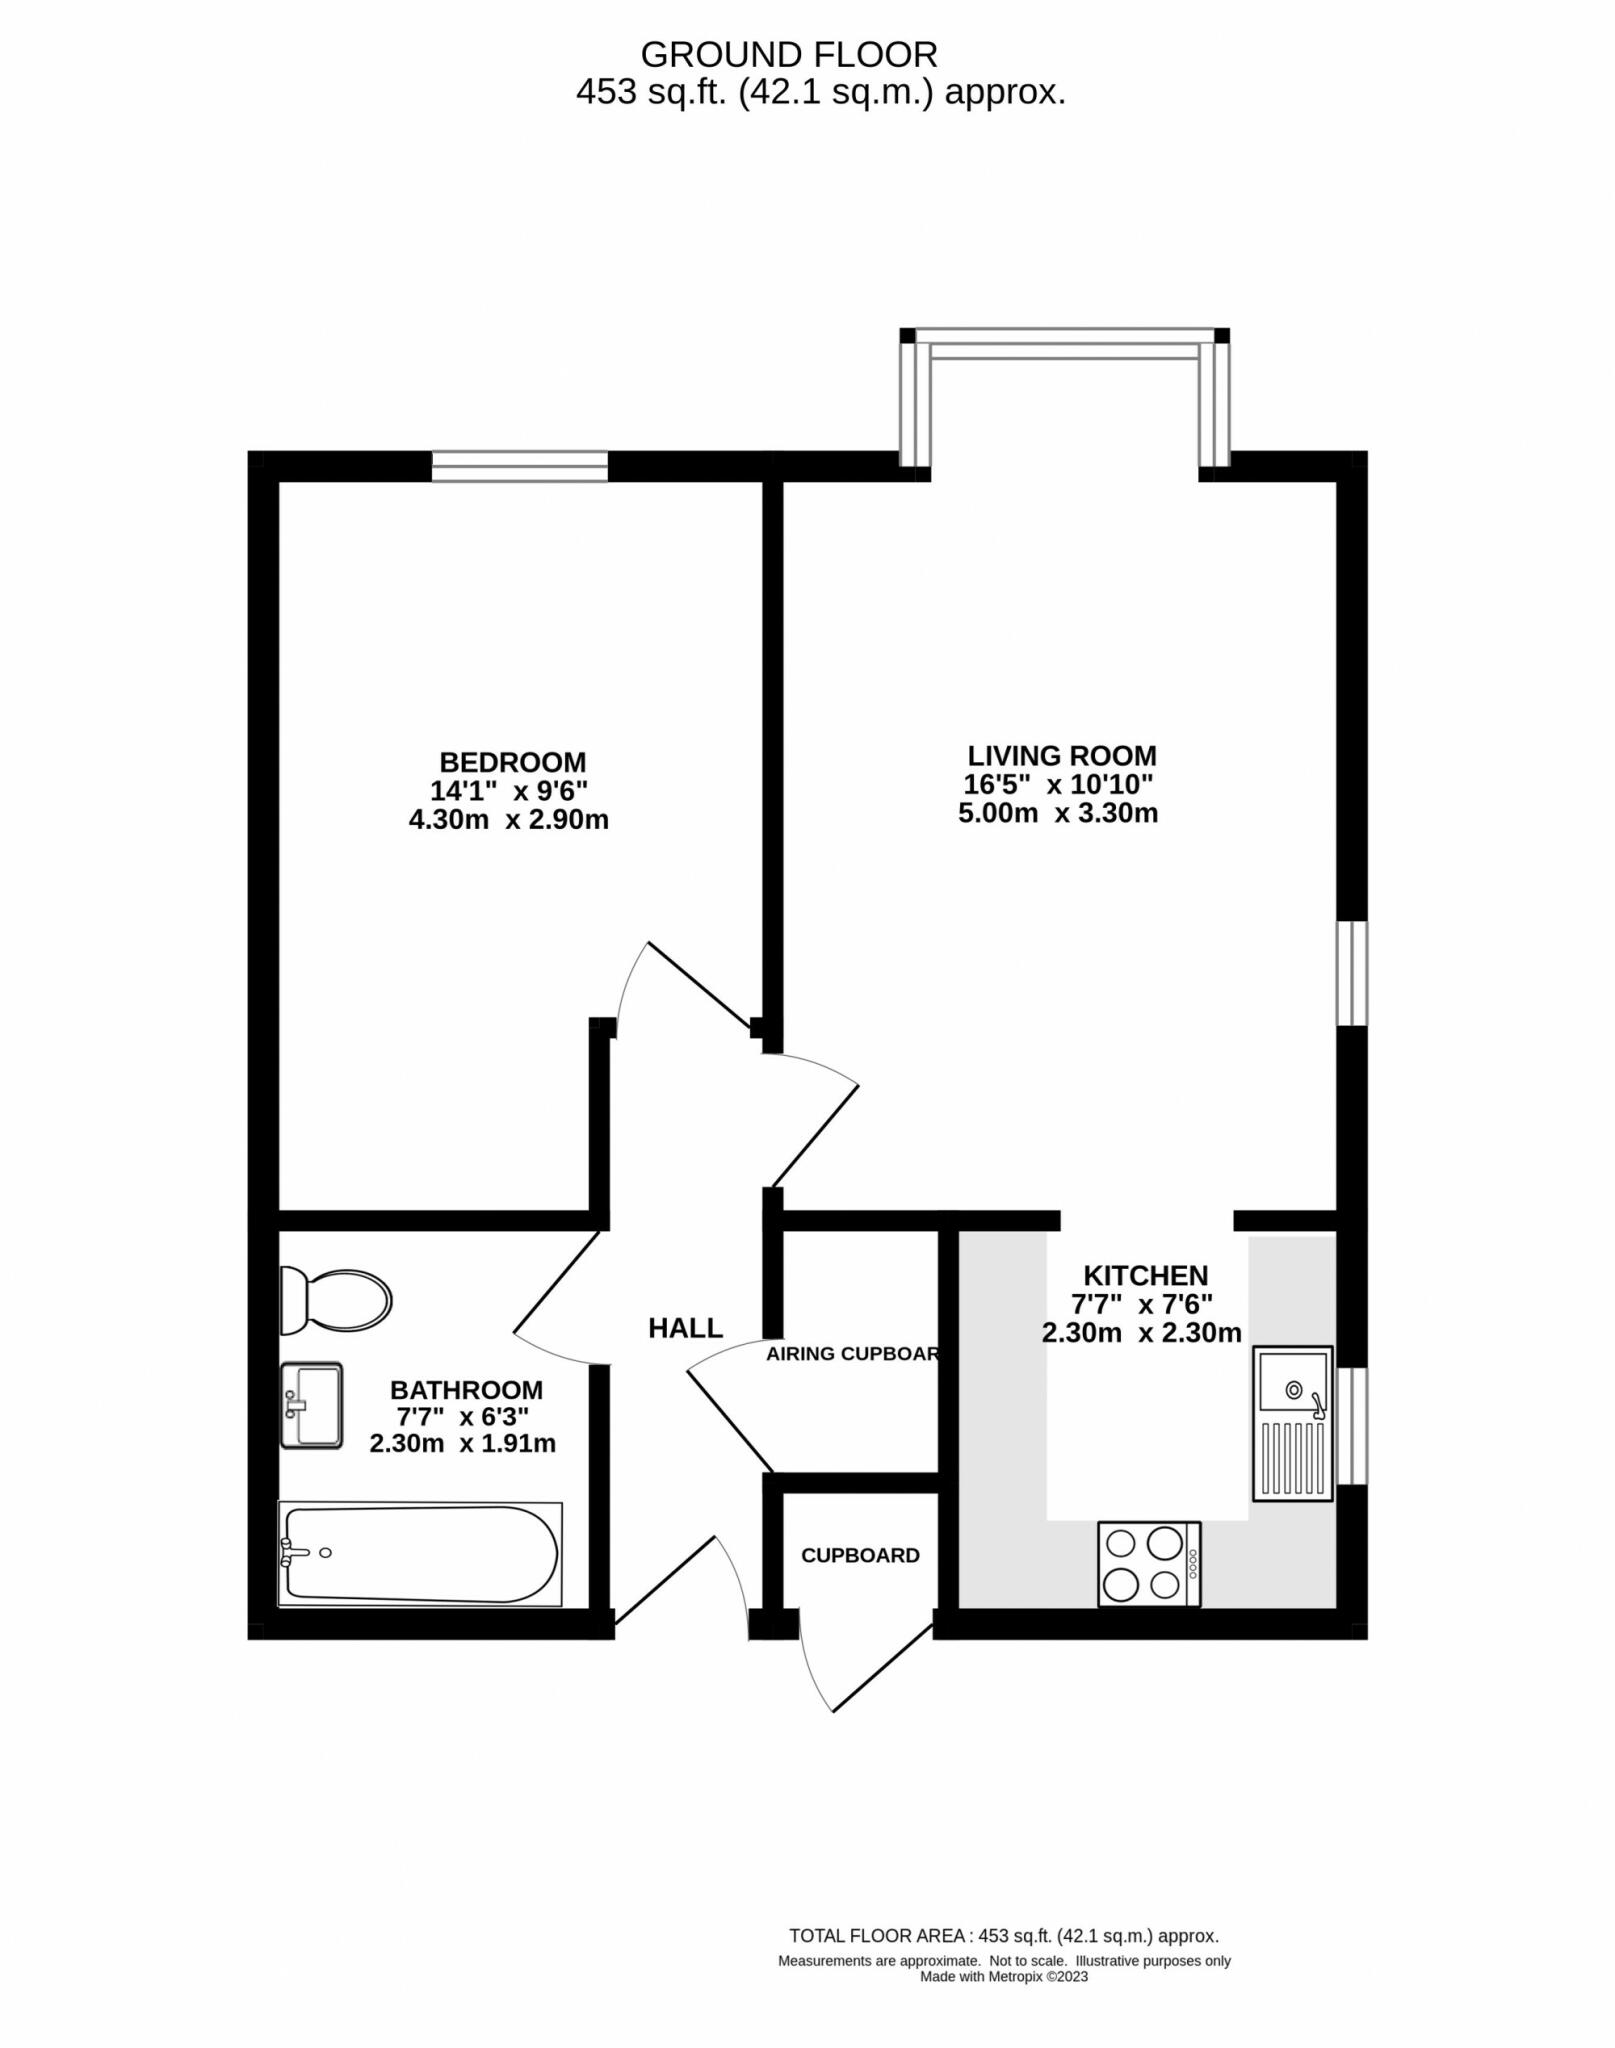 GROUND FLOOR
453 sq.ft. (42.1 sq.m.) approx.
BEDROOM
14'1" x 9'6"
4.30m x 2.90m
LIVING ROOM
16'5" x 10'10"
5.00m x 3.30m
KITCHEN
7'7" x 7'6"
2.30m x 2.30m
HALL
AIRING CUPBOAR
BATHROOM
7'7" x 6'3"
2.30m x 1.91m
CUPBOARD
TOTAL FLOOR AREA : 453 sq.ft. (42.1 sq.m.) approx.
Measurements are approximate. Not to scale. Illustrative purposes only
Made with Metropix ©2023